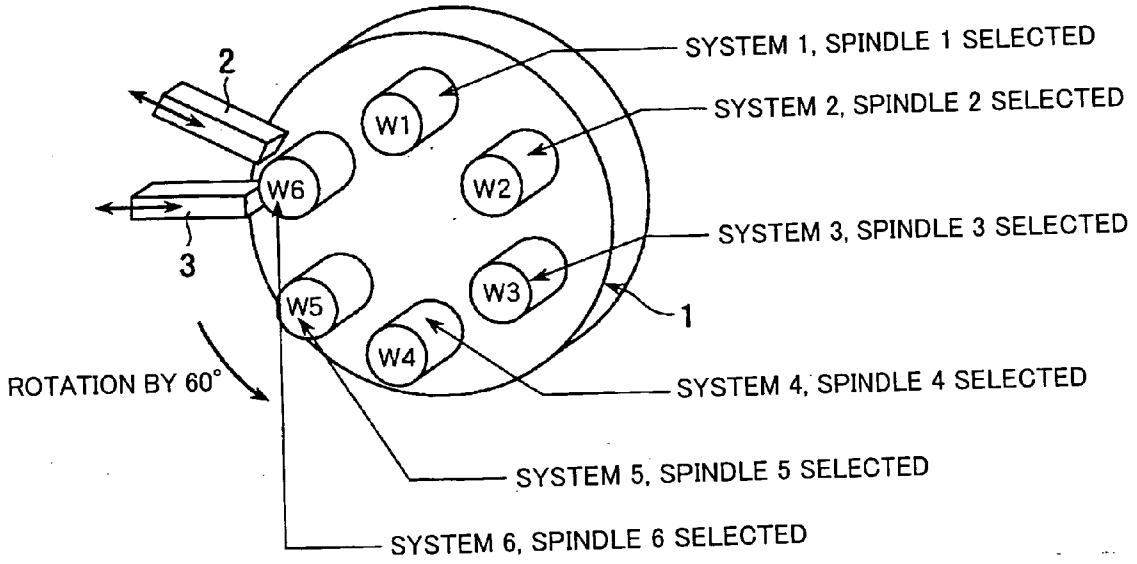 SYSTEM 1, SPINDLE 1 SELECTED
2
SYSTEM 2, SPINDLE 2 SELECTED
W1
W6
W2
SYSTEM 3, SPINDLE 3 SELECTED
3
W3
W5
1
W4
ROTATION BY 60°
SYSTEM 4, SPINDLE 4 SELECTED
SYSTEM 5, SPINDLE 5 SELECTED
SYSTEM 6, SPINDLE 6 SELECTED